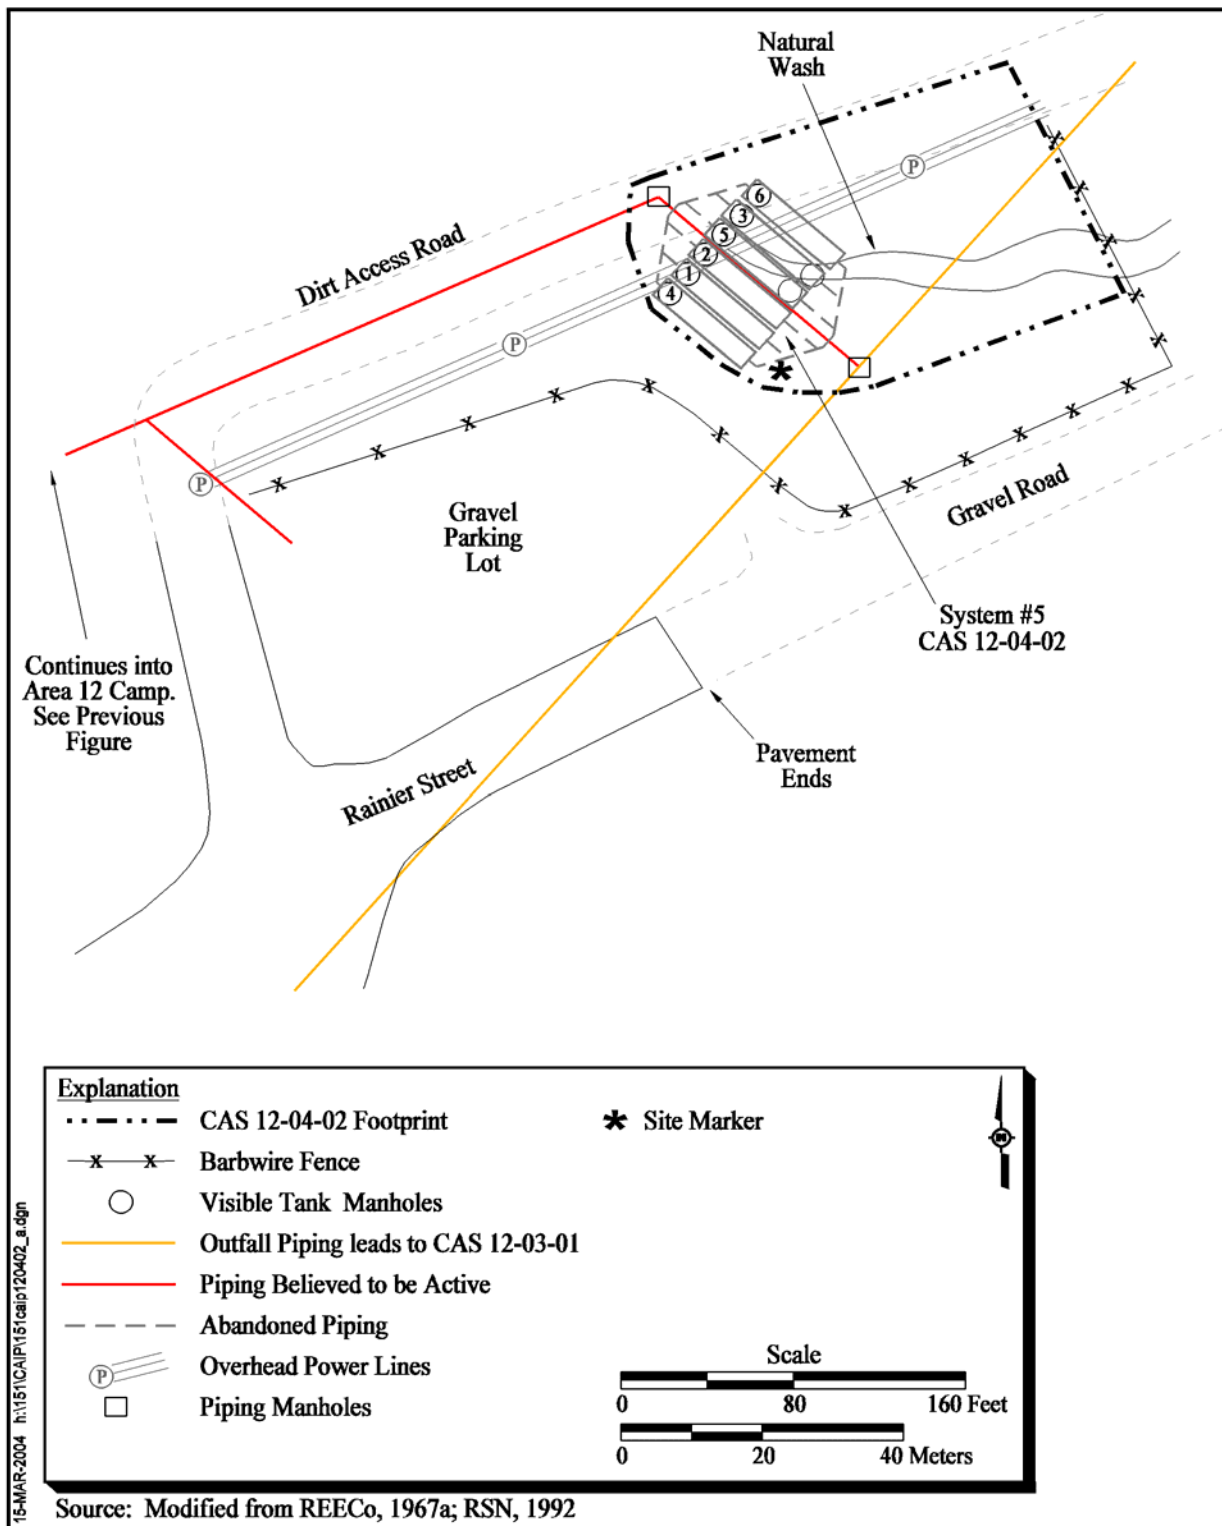 Natural
Wash
Dirt Access Road
P
P
P
6
3
5
2
1
4
Gravel
Parking
Lot
Gravel Road
System #5
CAS 12-04-02
Continues into
Area 12 Camp.
See Previous
Figure
Pavement
Ends
Rainier Street
Explanation
CAS 12-04-02 Footprint
* Site Marker
x x Barbwire Fence
N
Visible Tank Manholes
Outfall Piping leads to CAS 12-03-01
Piping Believed to be Active
Abandoned Piping
P Overhead Power Lines
Piping Manholes
Scale
0 80 160 Feet
0 20 40 Meters
15-MAR-2004 h:\151\CAIP\151caip120402_a.dgn
Source: Modified from REECo, 1967a; RSN, 1992